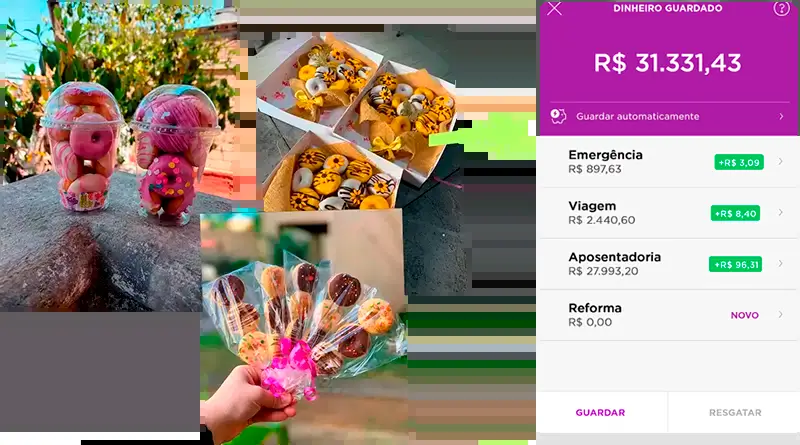 DINHEIRO GUARDADO
?
R$ 31.331,43
Guardar automaticamente
Emergência
R$ 897,63
+R$ 3,09
Viagem
R$ 2.440,60
+R$ 8,40
Aposentadoria
R$ 27.993,20
+R$ 96,31
Reforma
R$ 0,00
NOVO
GUARDAR
RESGATAR